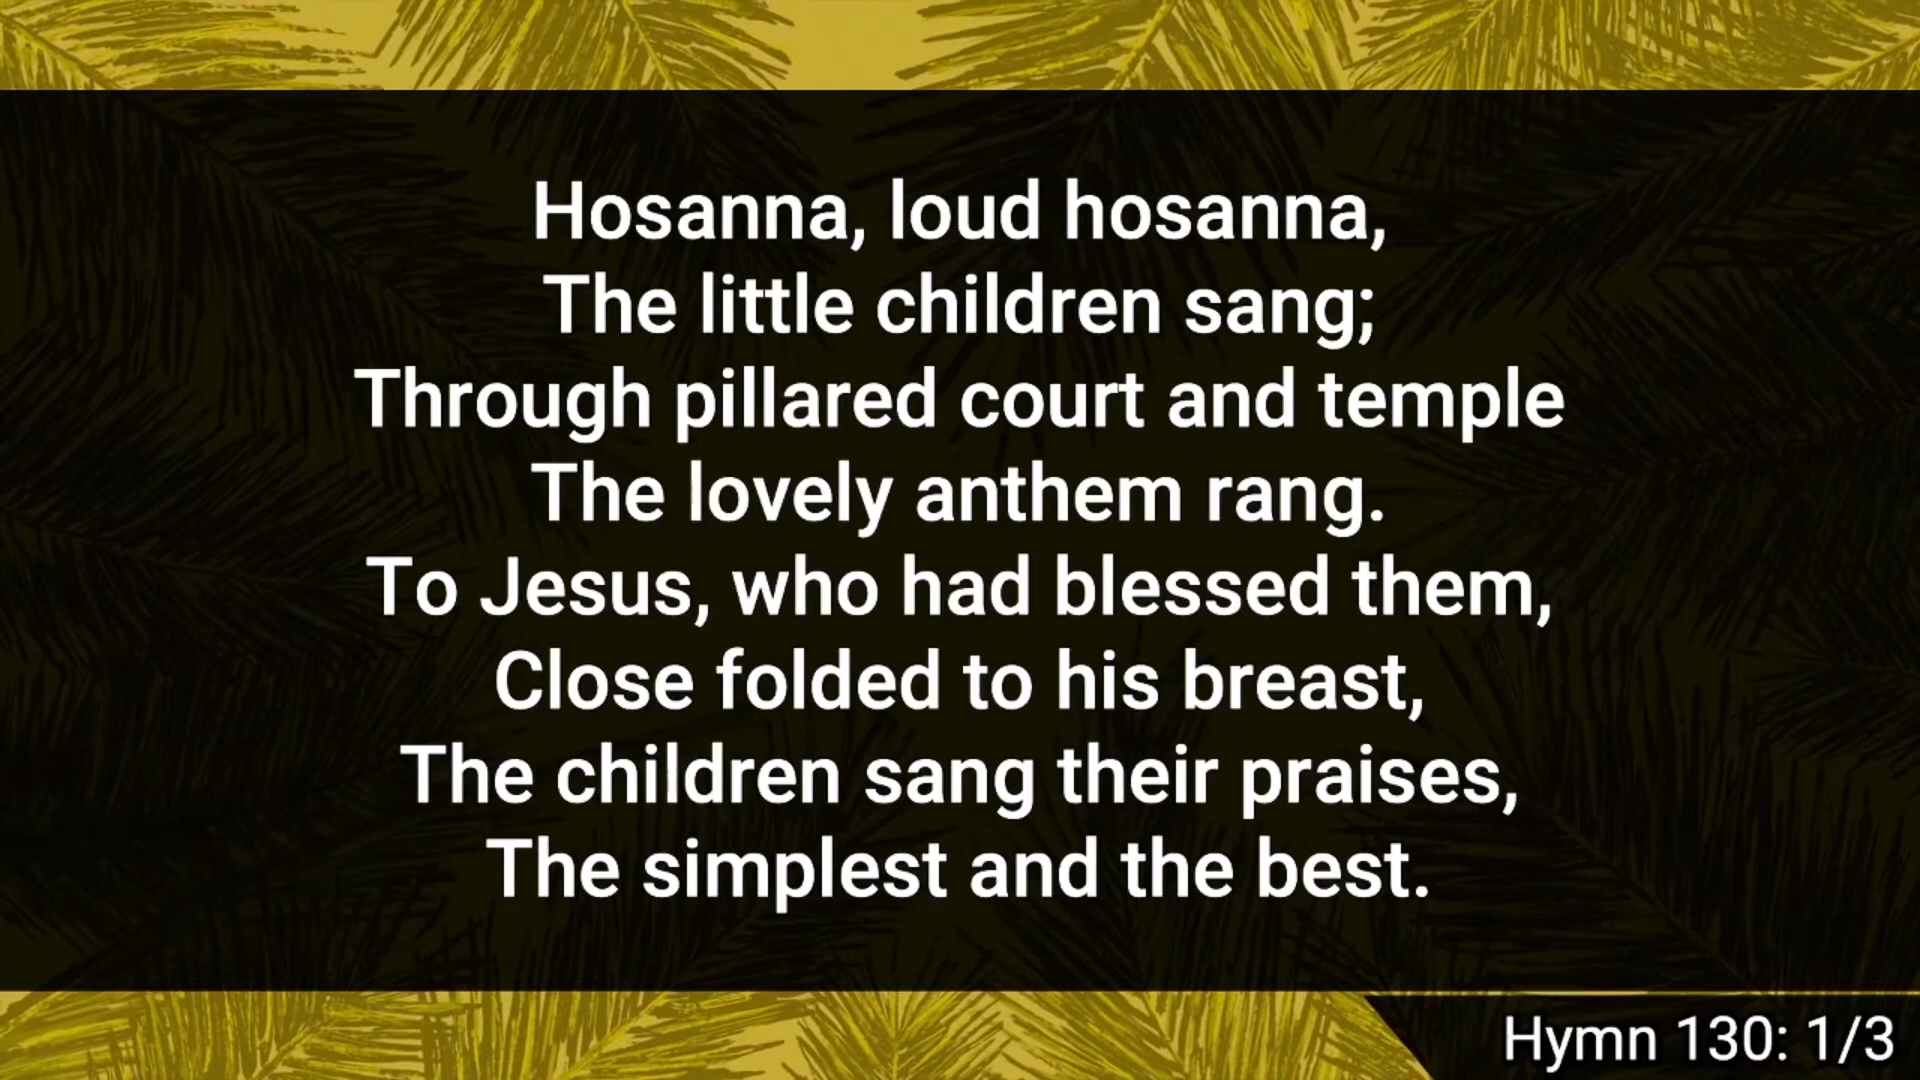 Hosanna, loud hosanna,
The little children sang;
Through pillared court and temple
The lovely anthem rang.
To Jesus, who had blessed them,
Close folded to his breast,
The children sang their praises,
The simplest and the best.
Hymn 130: 1/3